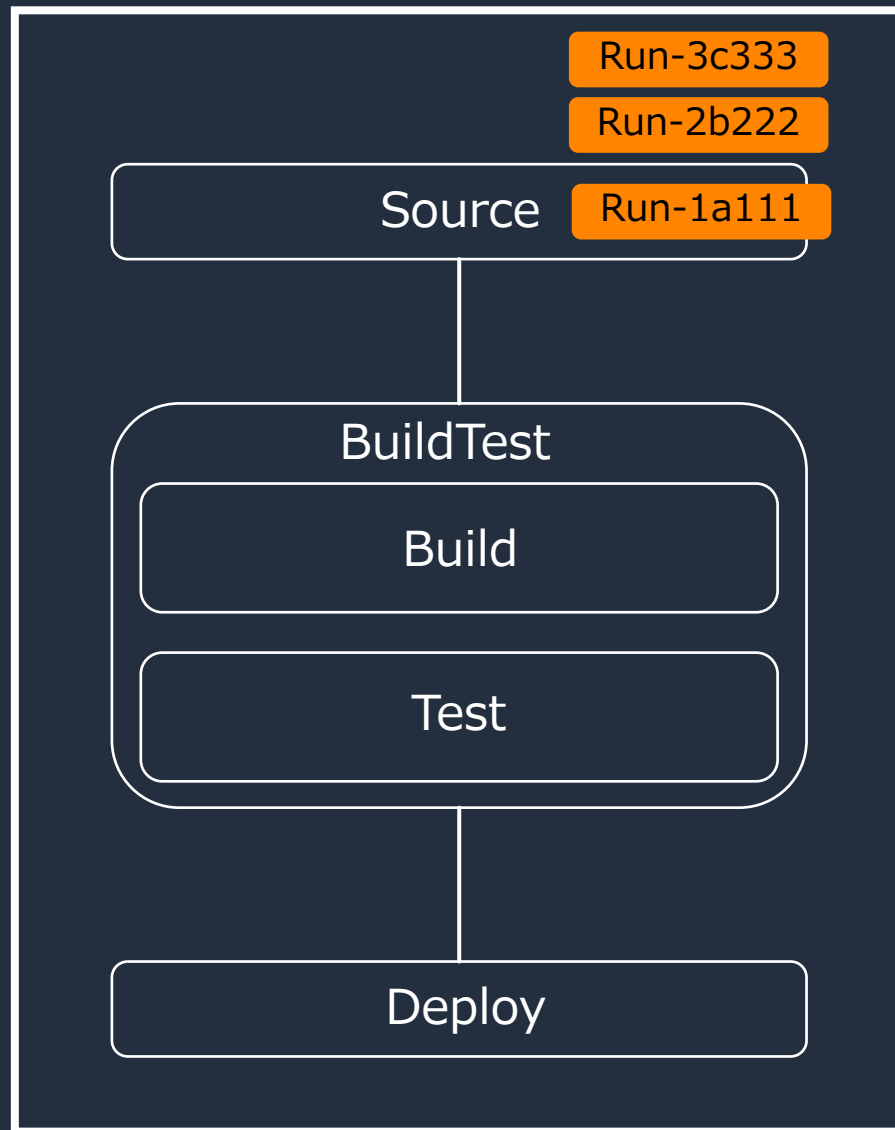 Run-3c333
Run-2b222
Source
Run-1a111
BuildTest
Build
Test
Deploy